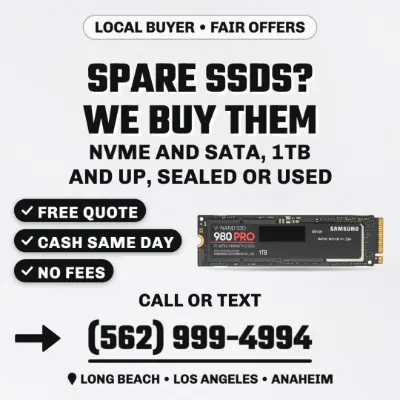 LOCAL BUYER • FAIR OFFERS
SPARE SSDS?
WE BUY THEM
NVME AND SATA, 1TB
AND UP, SEALED OR USED
FREE QUOTE
CASH SAME DAY
NO FEES
V-NAND SSD
980 PRO
1TB
SAMSUNG
CALL OR TEXT
(562) 999-4994
LONG BEACH • LOS ANGELES • ANAHEIM